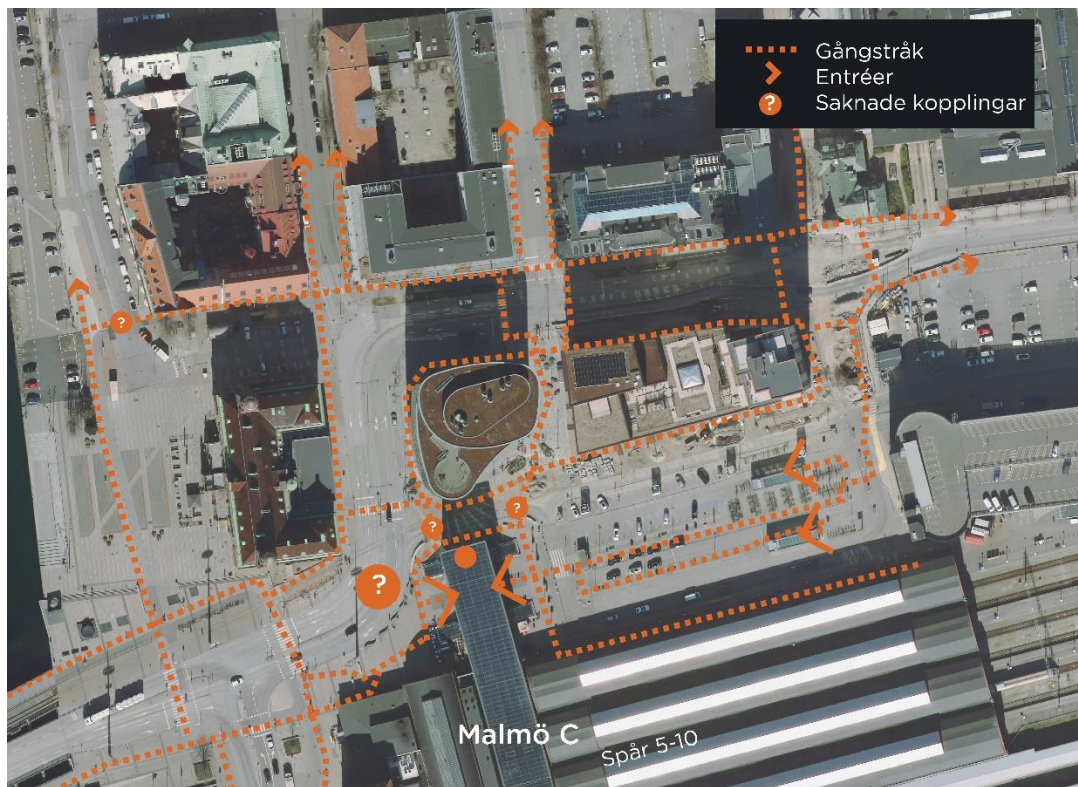 Gångstråk
Entréer
? Saknade kopplingar
?
?
?
?
Malmö C
Spår 5-10